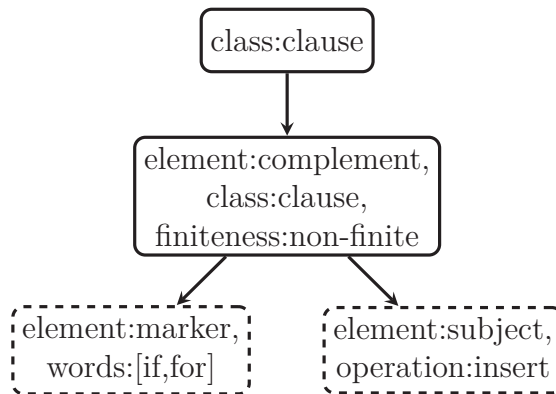 class:clause
element:complement,
class:clause,
finiteness:non-finite
element:marker,
words:[if,for]
element:subject,
operation:insert